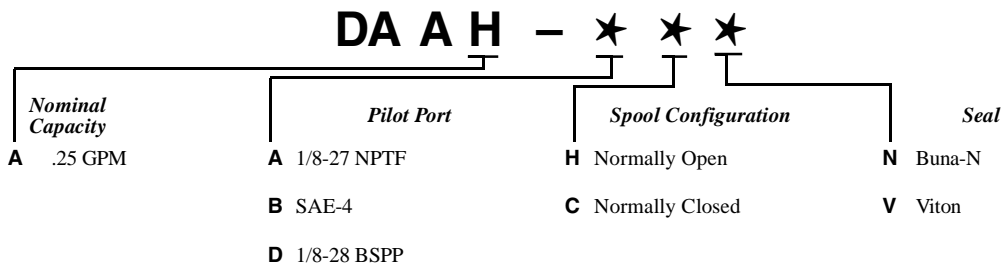 DA A H – * * *
Nominal Capacity
Pilot Port
Spool Configuration
Seal
A .25 GPM
A 1/8-27 NPTF
H Normally Open
N Buna-N
B SAE-4
C Normally Closed
V Viton
D 1/8-28 BSPP